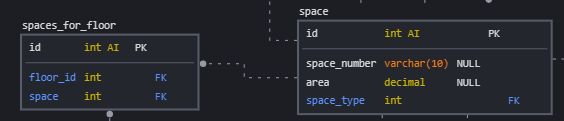 spaces_for_floor
id int AI PK
floor_id int FK
space int FK
space
id int AI PK
space_number varchar(10) NULL
area decimal NULL
space_type int FK